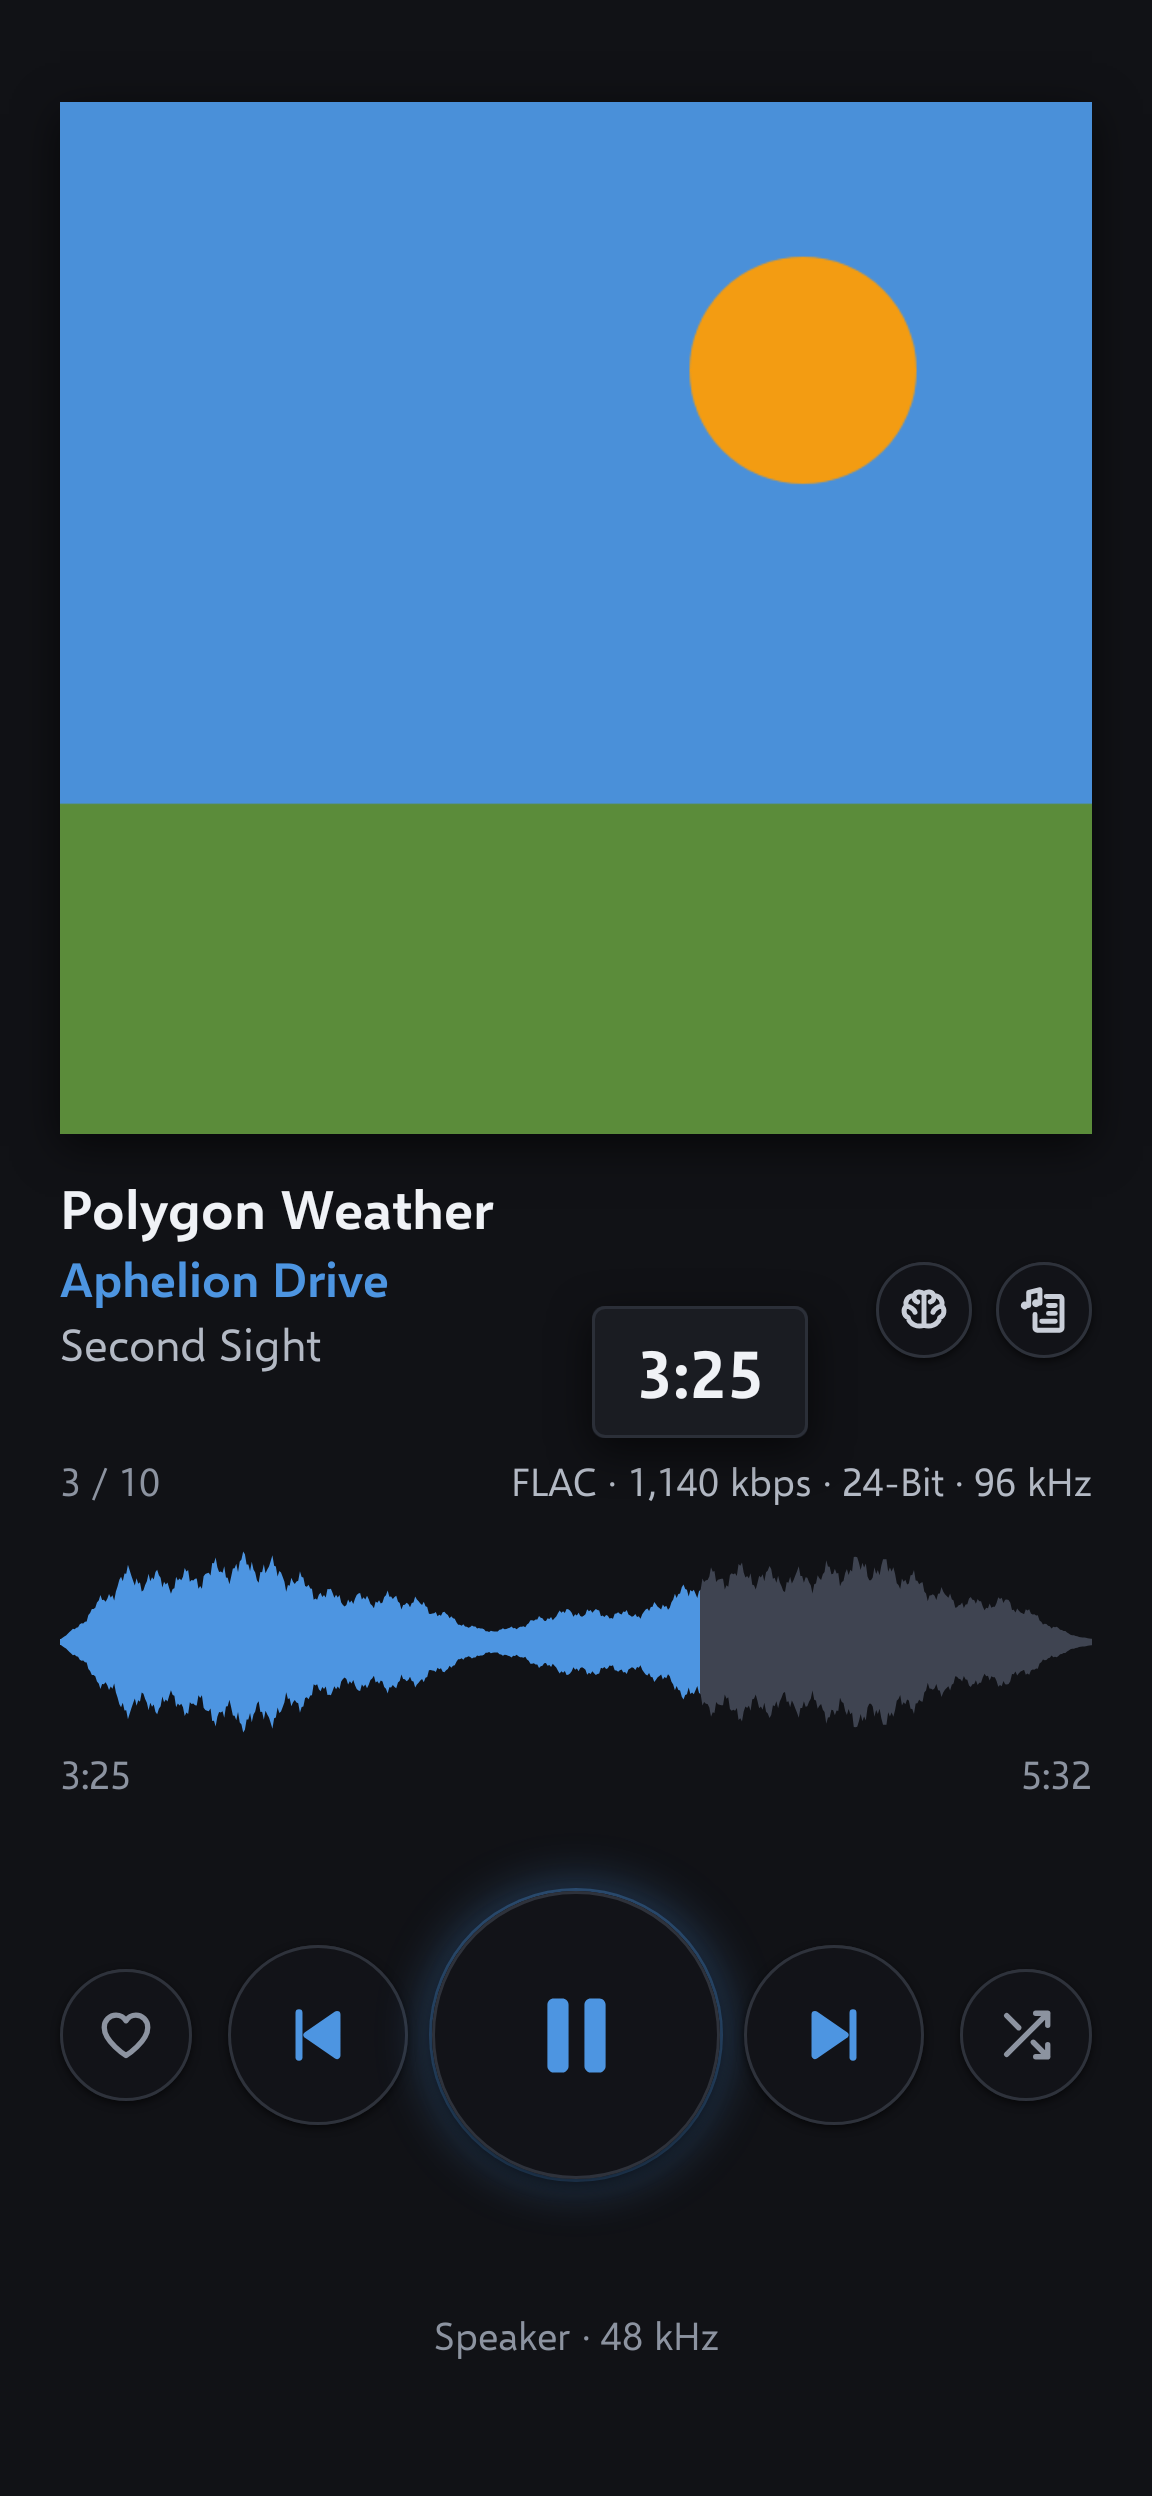 Polygon Weather
Aphelion Drive
Second Sight
3:25
3 / 10
FLAC · 1,140 kbps · 24-Bit · 96 kHz
3:25
5:32
Speaker · 48 kHz